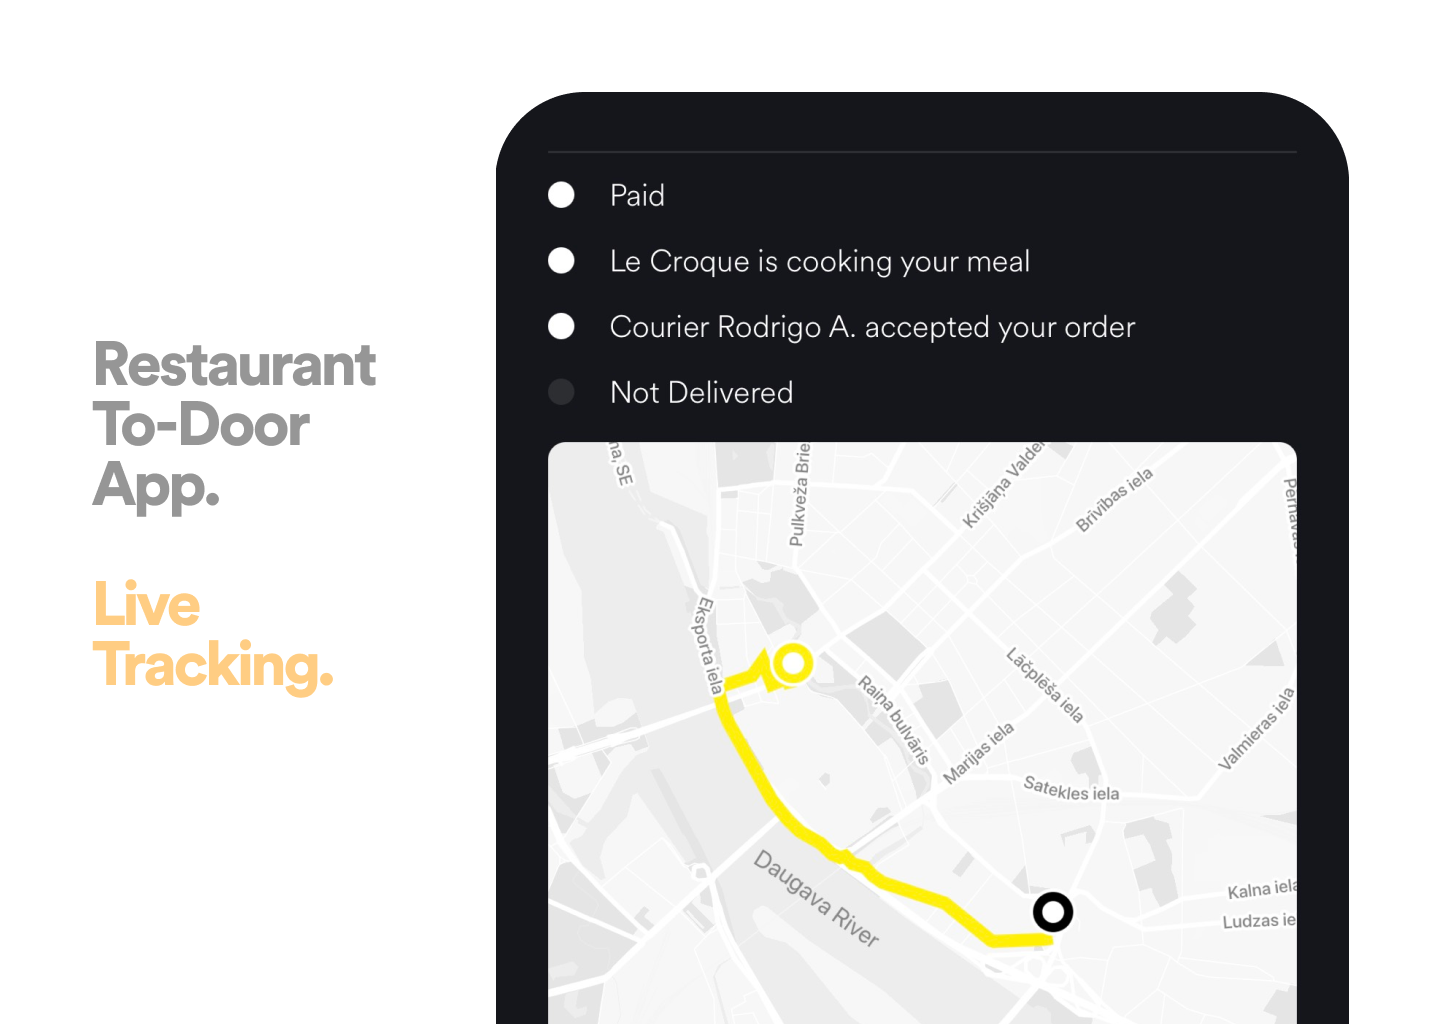 Restaurant
To-Door
App.
Live
Tracking.
Paid
Le Croque is cooking your meal
Courier Rodrigo A. accepted your order
Not Delivered
na, SE
Pulkveža Brie
Krišjāņa Valde
Brīvības iela
Pernavas
Eksporta iela
Raiņa bulvāris
Lāčplēša iela
Marijas iela
Valmieras iela
Satekles iela
Daugava River
Kalna iela
Ludzas ie